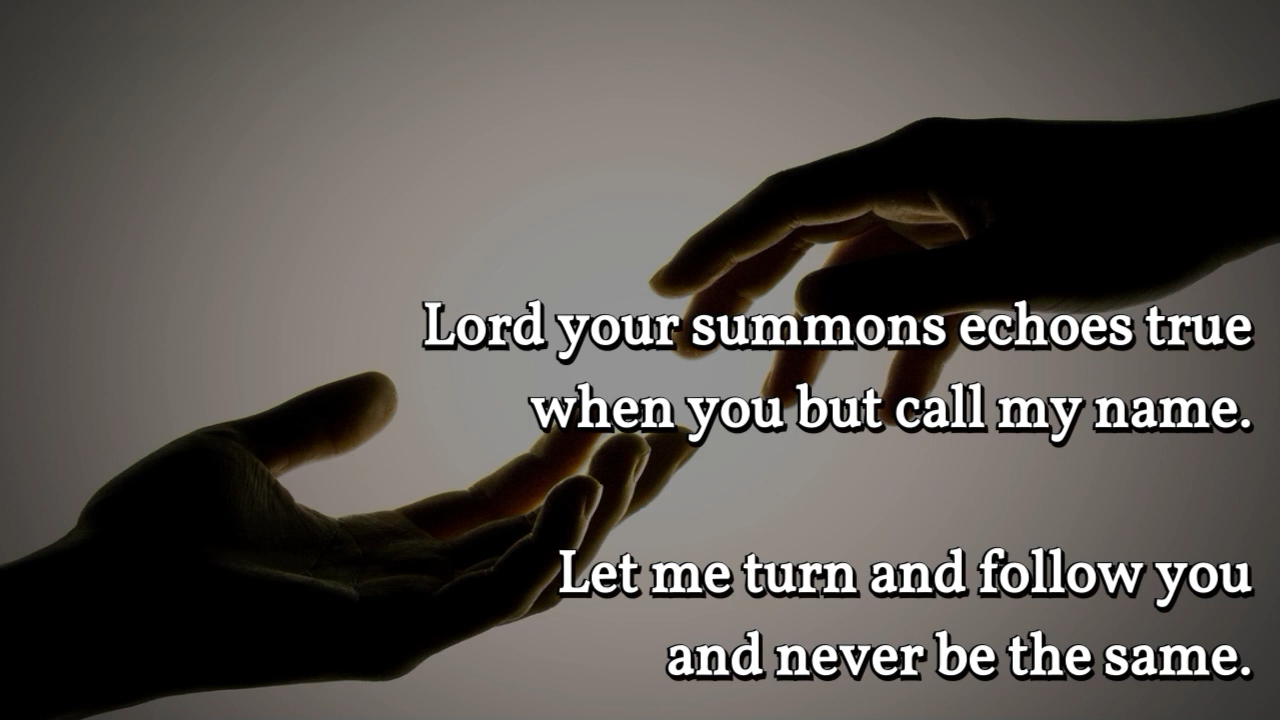 Lord your summons echoes true
when you but call my name.
Let me turn and follow you
and never be the same.